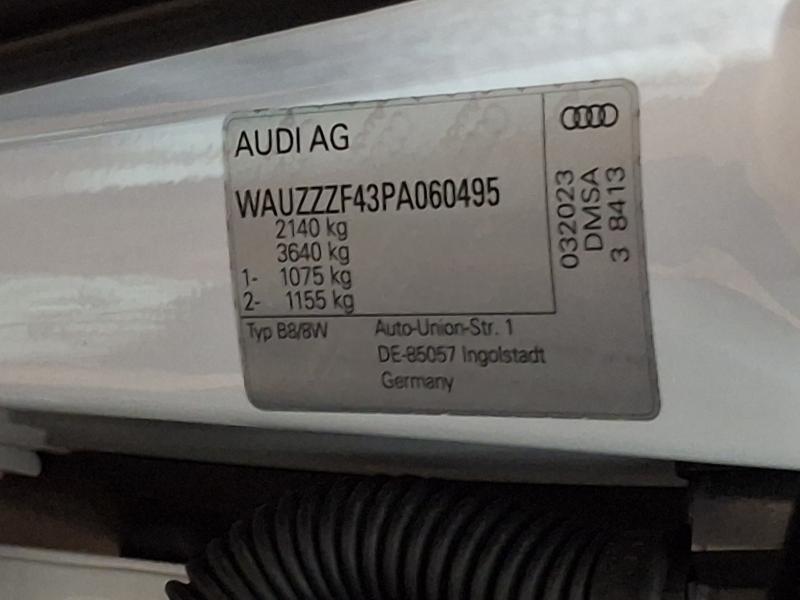 AUDI AG
WAUZZZF43PA060495
2140 kg
3640 kg
1- 1075 kg
2- 1155 kg
Typ B8/8W
Auto-Union-Str. 1
DE-85057 Ingolstadt
Germany
032023
DMSA
3 8413